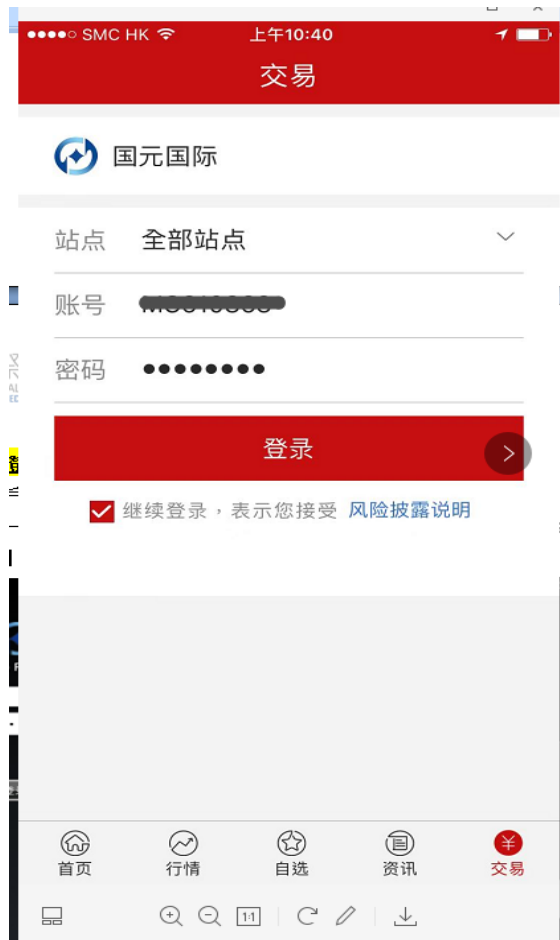 SMC HK 上午10:40
交易
国元国际
站点 全部站点
账号
密码 ●●●●●●●●
登录
继续登录，表示您接受 风险披露说明
首页 行情 自选 资讯 交易
1:1